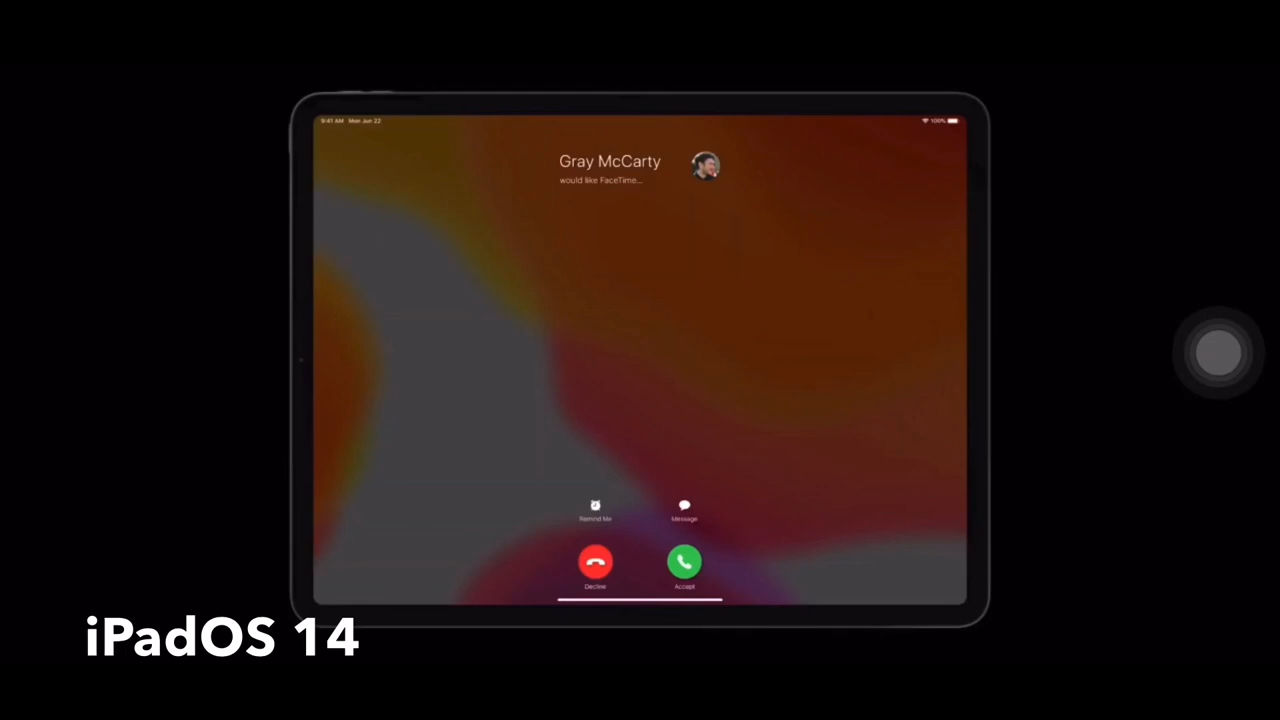 9:41 AM Mon Jun 22
100%
Gray McCarty
would like FaceTime...
Remind Me
Message
Decline
Accept
iPadOS 14